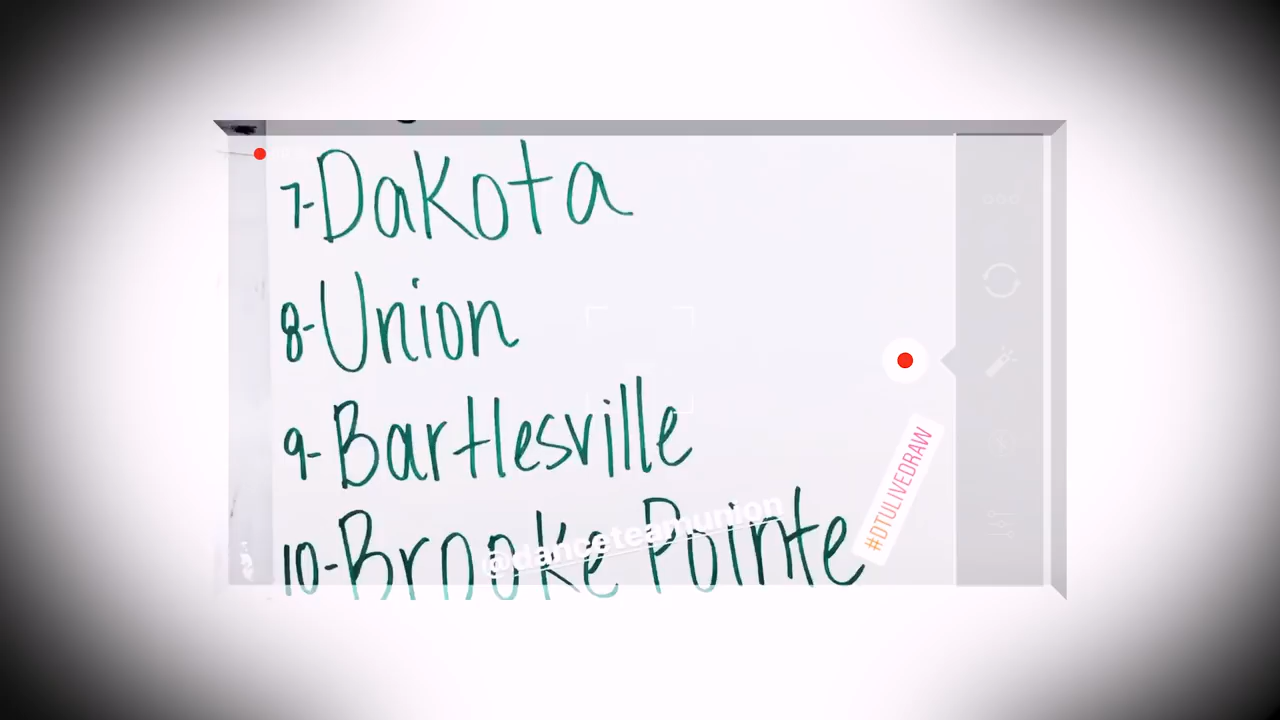 7-Dakota
8-Union
9-Bartlesville
10-Brooke Pointe
@danceteamunion
#DTULIVEDRAW